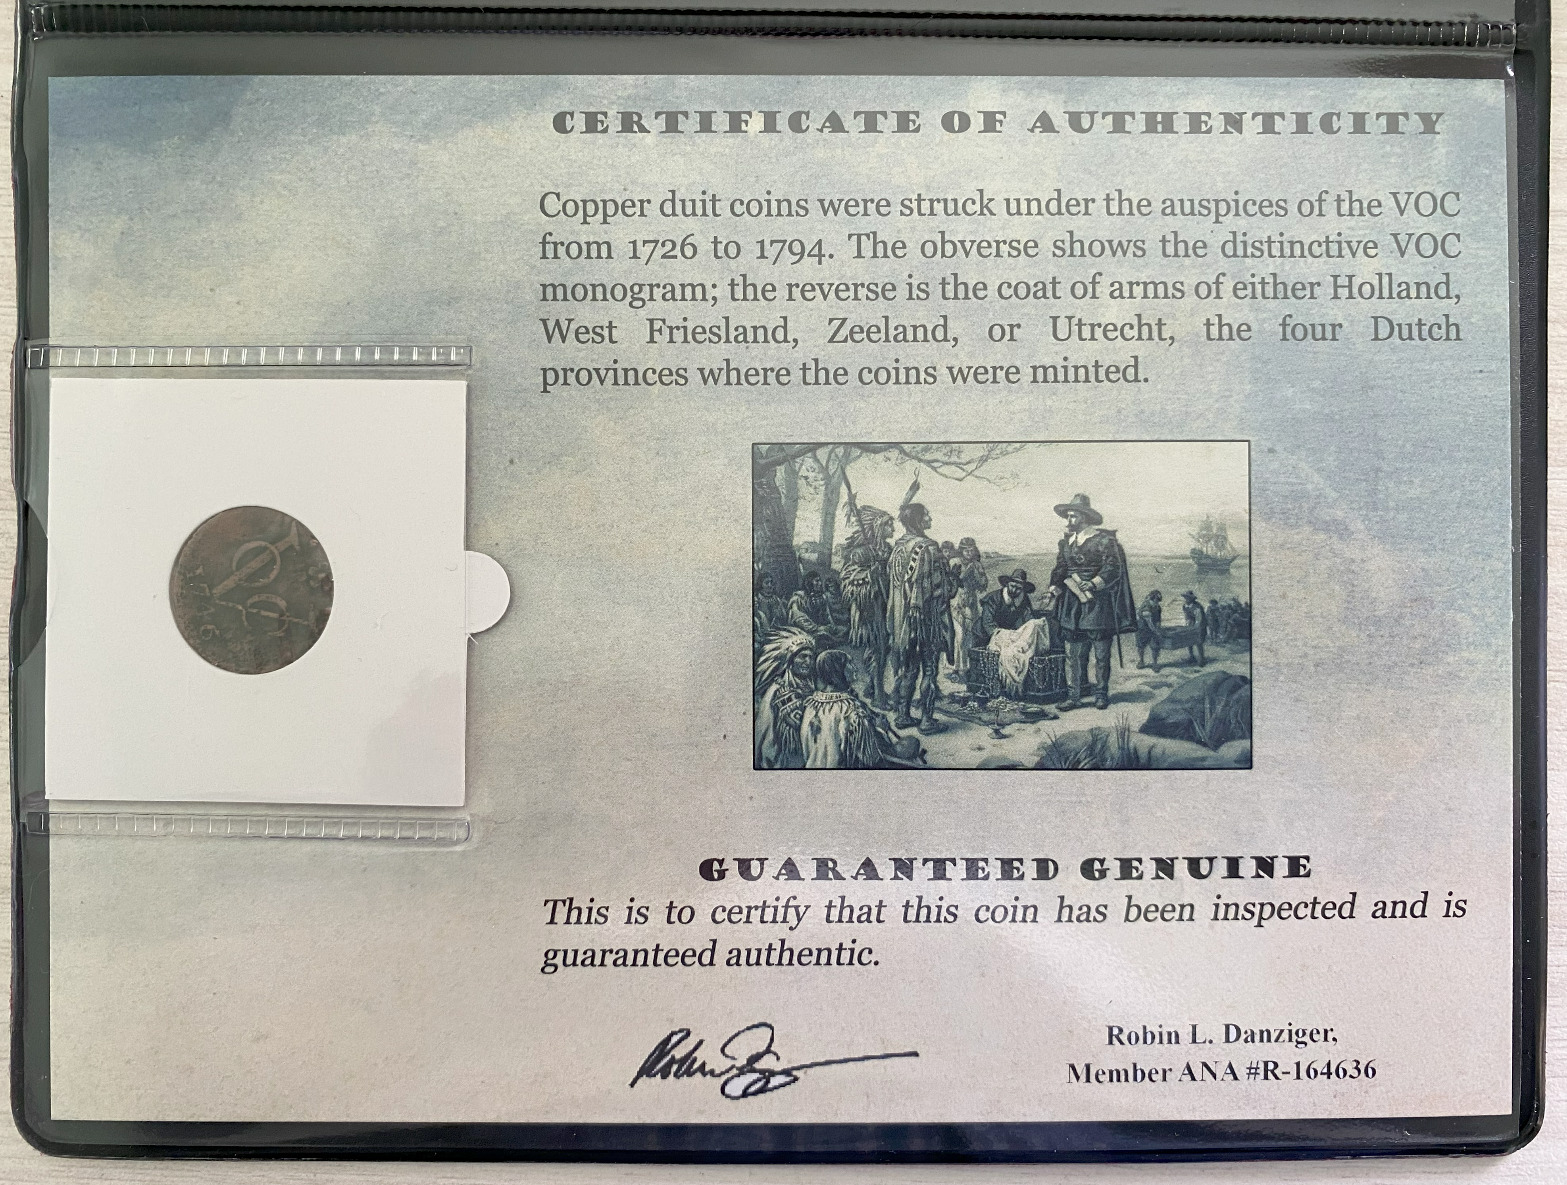 CERTIFICATE OF AUTHENTICITY
Copper duit coins were struck under the auspices of the VOC
from 1726 to 1794. The obverse shows the distinctive VOC
monogram; the reverse is the coat of arms of either Holland,
West Friesland, Zeeland, or Utrecht, the four Dutch
provinces where the coins were minted.
GUARANTEED GENUINE
This is to certify that this coin has been inspected and is
guaranteed authentic.
Robin L. Danziger,
Member ANA #R-164636